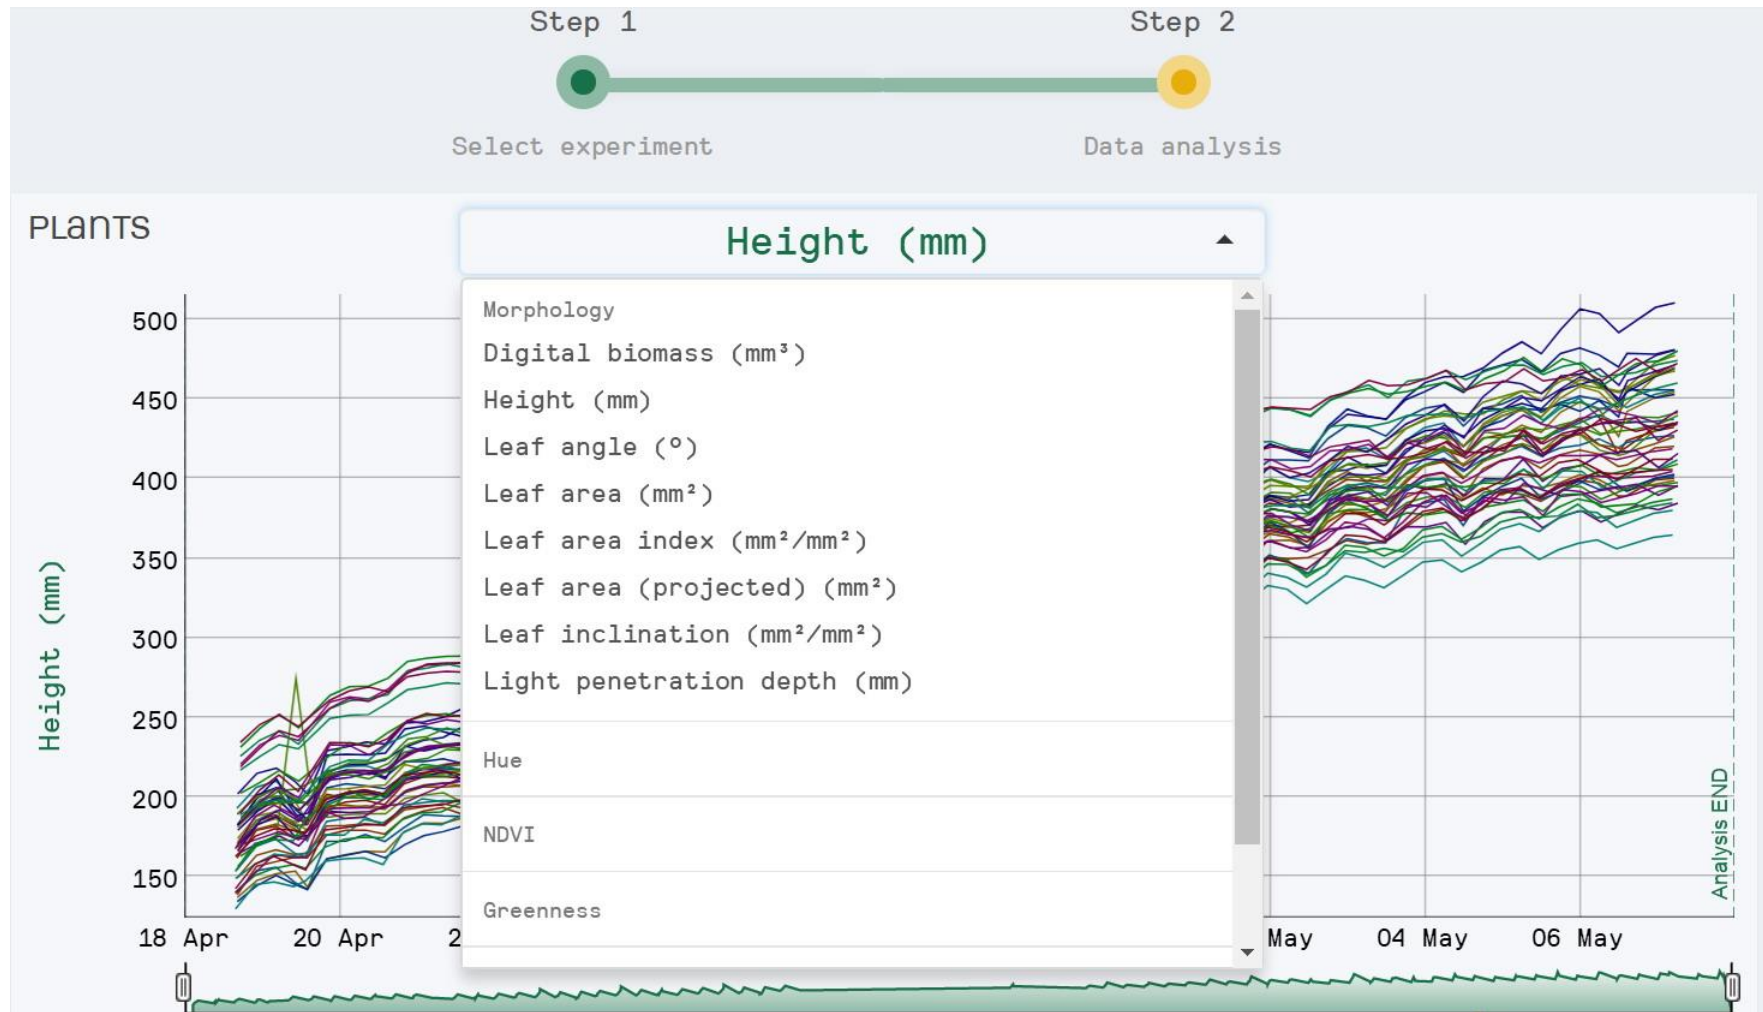 Step 1
Step 2
Select experiment
Data analysis
PLanTS
Height (mm)
Morphology
Digital biomass (mm³)
Height (mm)
Leaf angle (º)
Leaf area (mm²)
Leaf area index (mm²/mm²)
Leaf area (projected) (mm²)
Leaf inclination (mm²/mm²)
Light penetration depth (mm)
Hue
NDVI
Greenness
Height (mm)
500
450
400
350
300
250
200
150
18 Apr
20 Apr
2
May
04 May
06 May
Analysis END